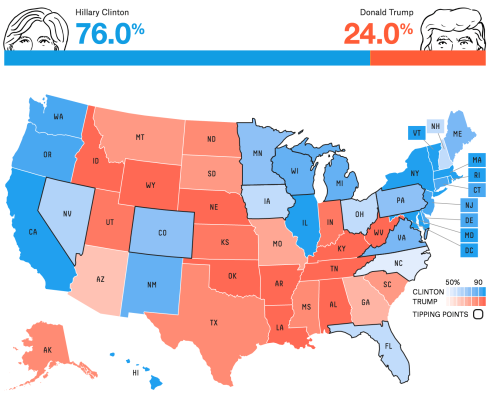 Hillary Clinton
Donald Trump
76.0%
24.0%
WA
MT
ND
MN
VT
NH
ME
OR
ID
SD
WI
MI
NY
MA
RI
CT
WY
NE
IA
PA
NJ
DE
MD
DC
NV
UT
CO
IL
IN
OH
WV
VA
CA
KS
MO
KY
NC
AZ
NM
OK
AR
TN
SC
TX
LA
MS
AL
GA
FL
AK
HI
50% 90
CLINTON
TRUMP
TIPPING POINTS